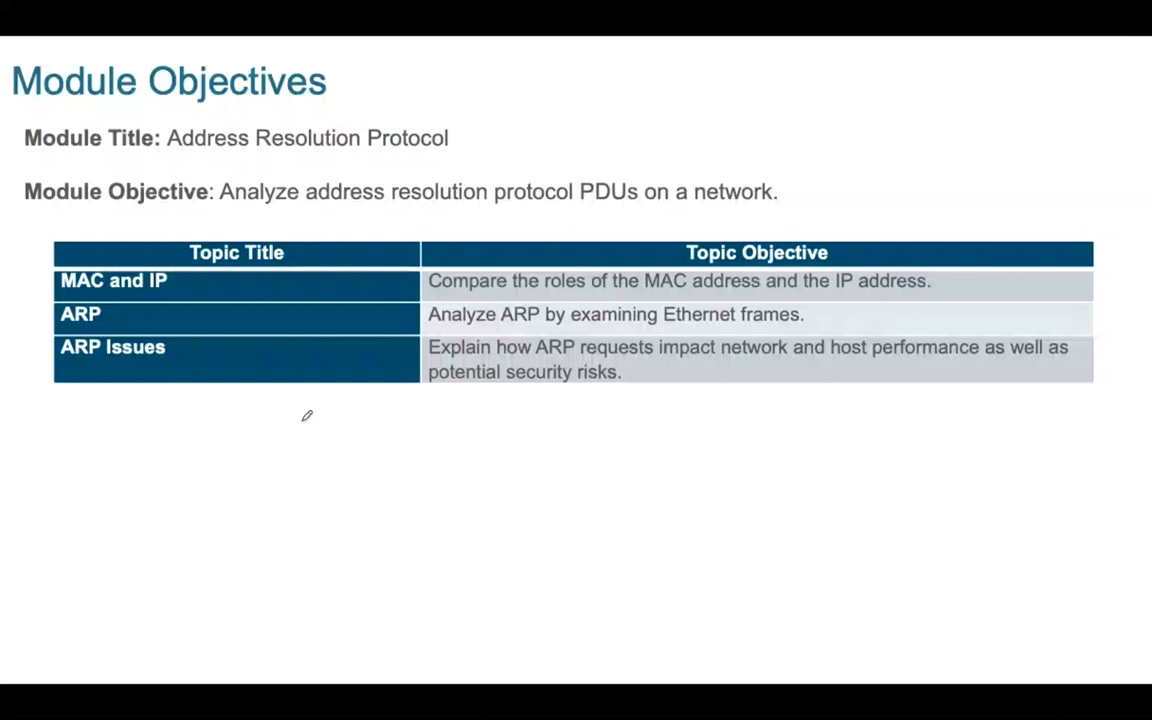 Module Objectives
Module Title: Address Resolution Protocol
Module Objective: Analyze address resolution protocol PDUs on a network.
Topic Title Topic Objective
MAC and IP Compare the roles of the MAC address and the IP address.
ARP Analyze ARP by examining Ethernet frames.
ARP Issues Explain how ARP requests impact network and host performance as well as
potential security risks.